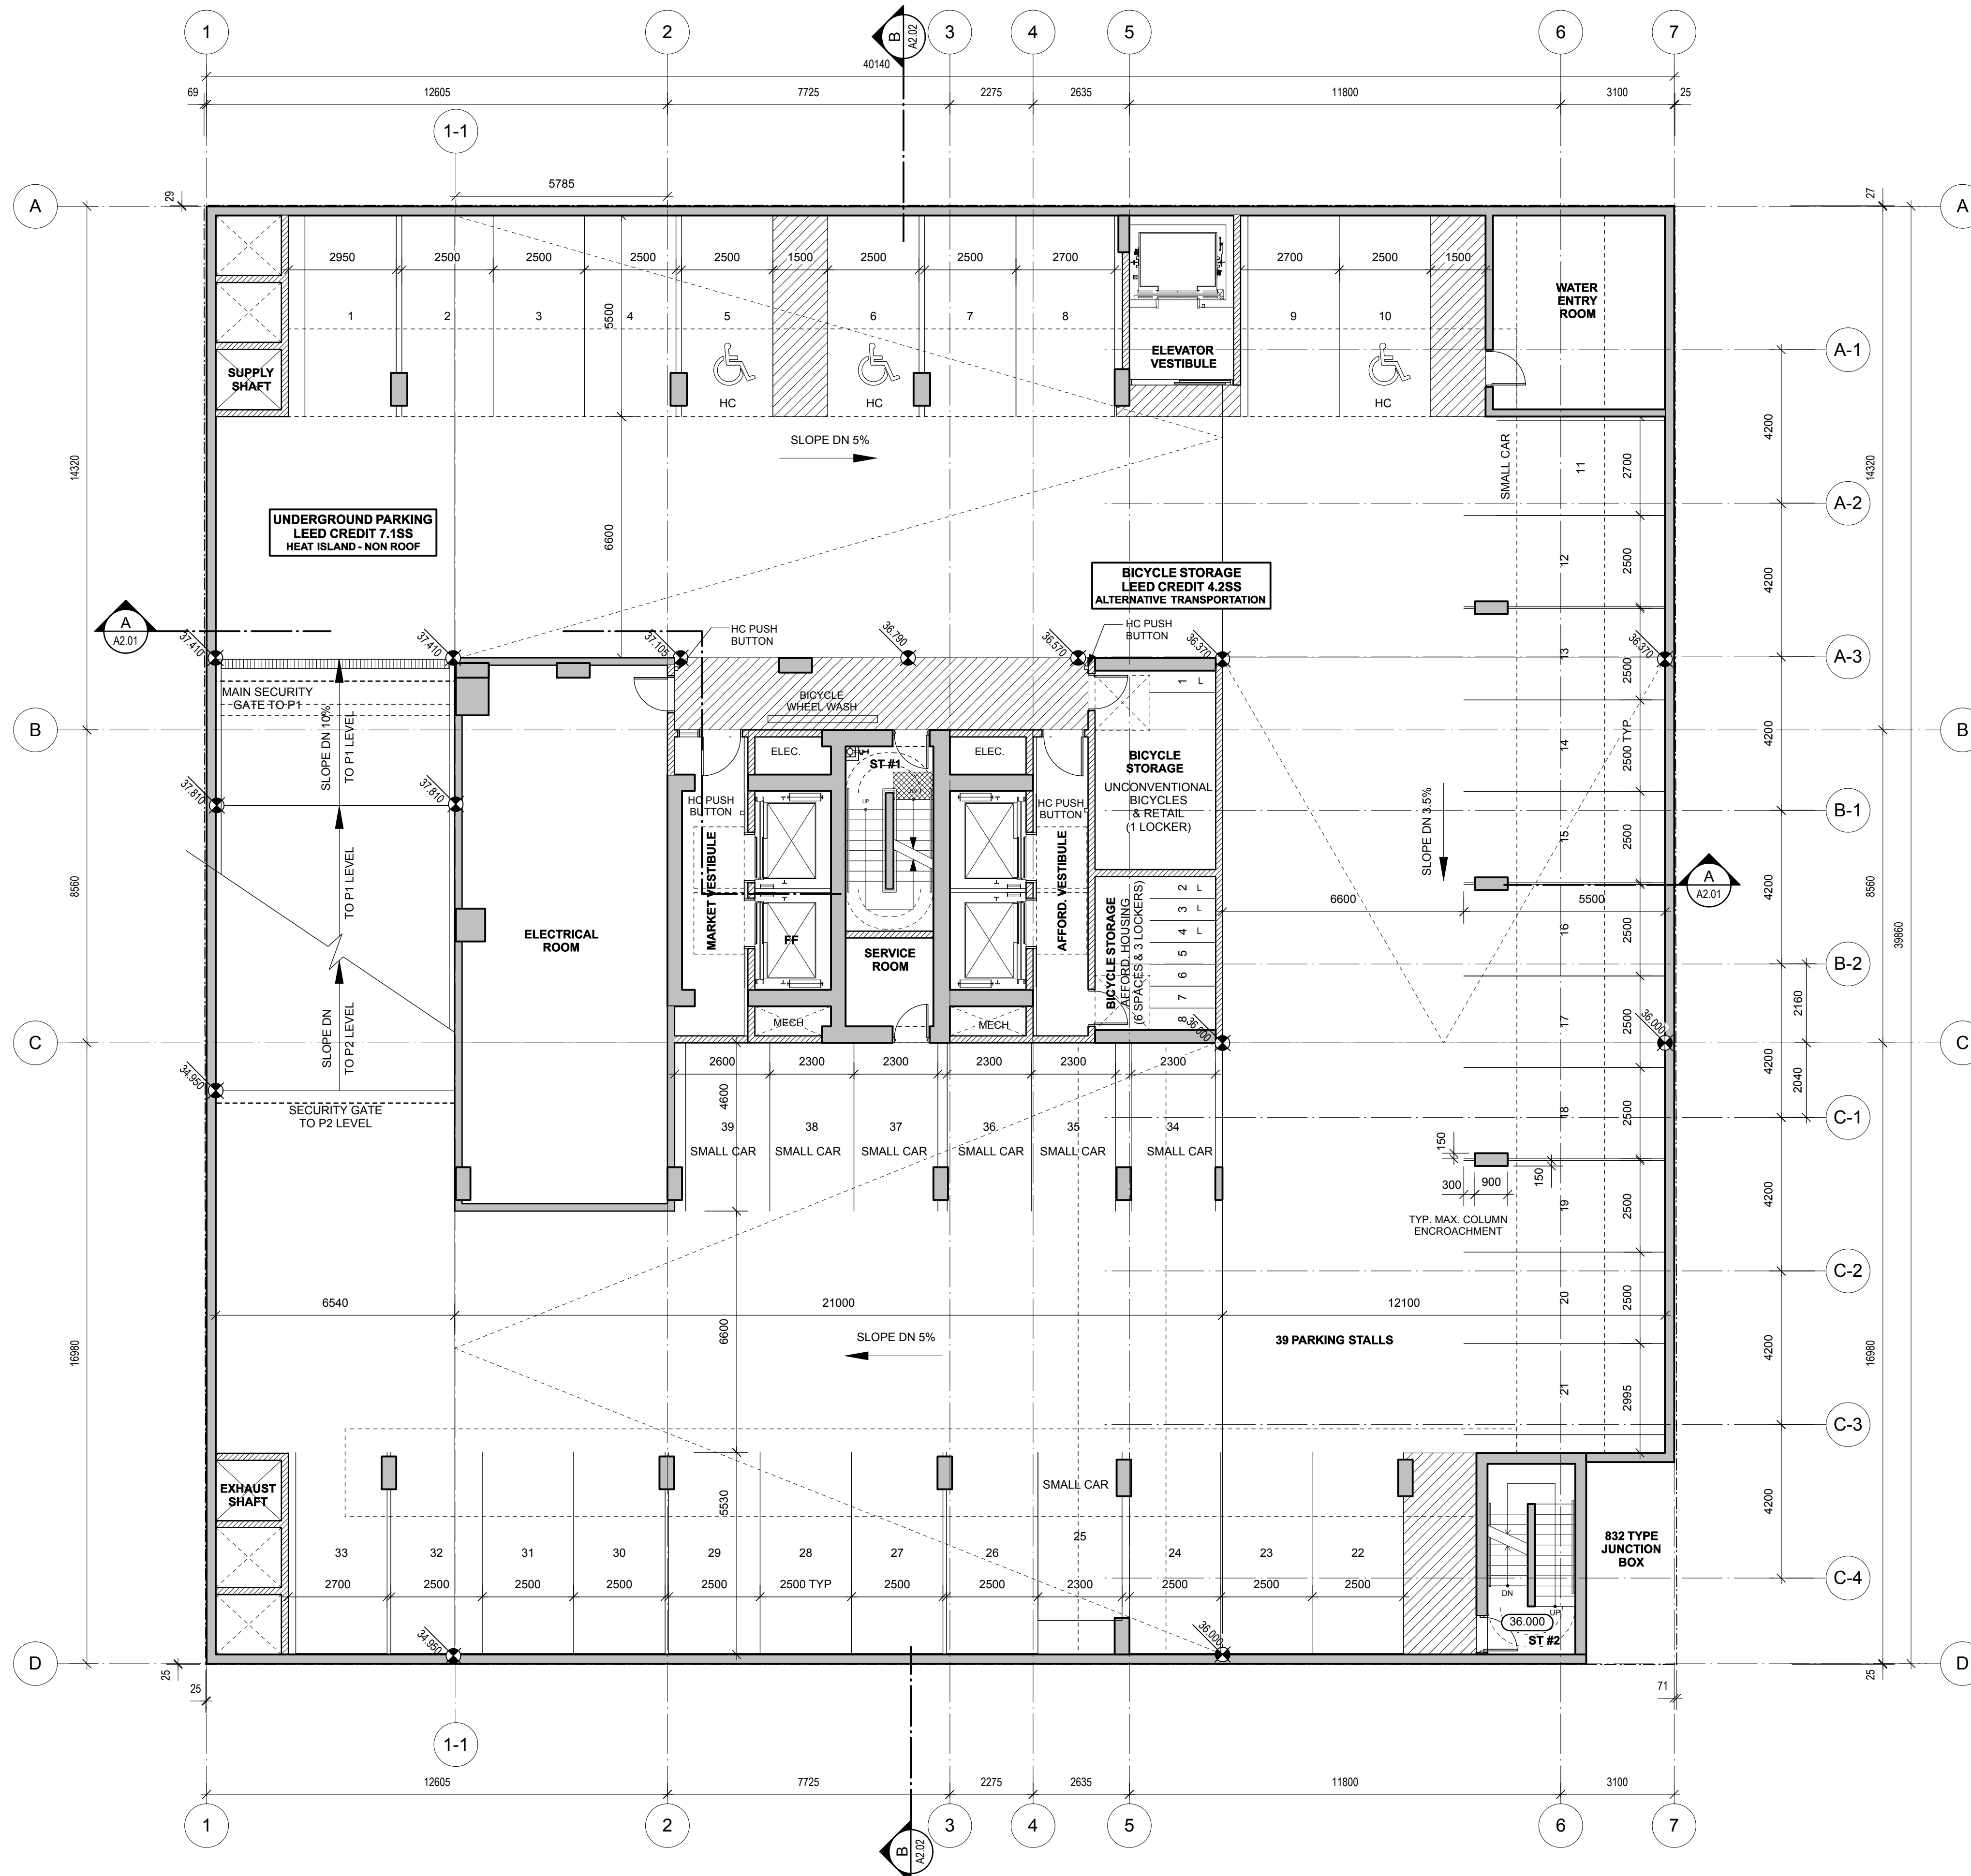 1
2
3
4
5
6
7
B
A2.02
40140
69
12605
7725
2275
2635
11800
3100
25
1-1
5785
29
27
A
A
2950
2500
2500
2500
2500
1500
2500
2500
2700
2700
2500
1500
WATER
ENTRY
ROOM
1
2
3
4
5500
5
6
7
8
9
10
ELEVATOR
VESTIBULE
A-1
SUPPLY
SHAFT
HC
HC
HC
SLOPE DN 5%
SMALL CAR
11
2700
4200
14320
14320
A-2
UNDERGROUND PARKING
LEED CREDIT 7.1SS
HEAT ISLAND - NON ROOF
6600
12
2500
4200
BICYCLE STORAGE
LEED CREDIT 4.2SS
ALTERNATIVE TRANSPORTATION
A
A2.01
HC PUSH
BUTTON
HC PUSH
BUTTON
37.410
37.410
37.105
36.790
36.570
36.370
36.370
13
2500
A-3
MAIN SECURITY
GATE TO P1
SLOPE DN 10%
TO P1 LEVEL
BICYCLE
WHEEL WASH
1 L
B
B
14
2500 TYP
4200
ELEC.
ST #1
ELEC.
BICYCLE
STORAGE
UNCONVENTIONAL
BICYCLES
& RETAIL
(1 LOCKER)
37.810
37.810
HC PUSH
BUTTON
UP
HC PUSH
BUTTON
SLOPE DN 3.5%
15
2500
B-1
8560
8560
TO P1 LEVEL
MARKET VESTIBULE
AFFORD. VESTIBULE
4200
A
A2.01
6600
5500
ELECTRICAL
ROOM
FF
SERVICE
ROOM
BICYCLE STORAGE
AFFORD. HOUSING
(6 SPACES & 3 LOCKERS)
2 L
3 L
4 L
5
6
7
8
16
2500
39860
B-2
SLOPE DN
TO P2 LEVEL
MECH
MECH
36.000
17
2500
36.000
2160
C
C
34.950
2600
2300
2300
2300
2300
2300
4200
2040
SECURITY GATE
TO P2 LEVEL
4600
39
38
37
36
35
34
SMALL CAR
SMALL CAR
SMALL CAR
SMALL CAR
SMALL CAR
SMALL CAR
18
2500
C-1
150
300
900
150
19
2500
4200
TYP. MAX. COLUMN
ENCROACHMENT
C-2
6540
21000
12100
20
2500
6600
SLOPE DN 5%
39 PARKING STALLS
16980
16980
4200
21
2995
C-3
EXHAUST
SHAFT
5530
SMALL CAR
4200
33
32
31
30
29
28
27
26
25
24
23
22
832 TYPE
JUNCTION
BOX
2700
2500
2500
2500
2500
2500 TYP
2500
2500
2300
2500
2500
2500
C-4
DN
UP
36.000
ST #2
34.950
36.000
D
D
25
25
25
71
1-1
12605
7725
2275
2635
11800
3100
1
2
3
4
5
6
7
B
A2.02